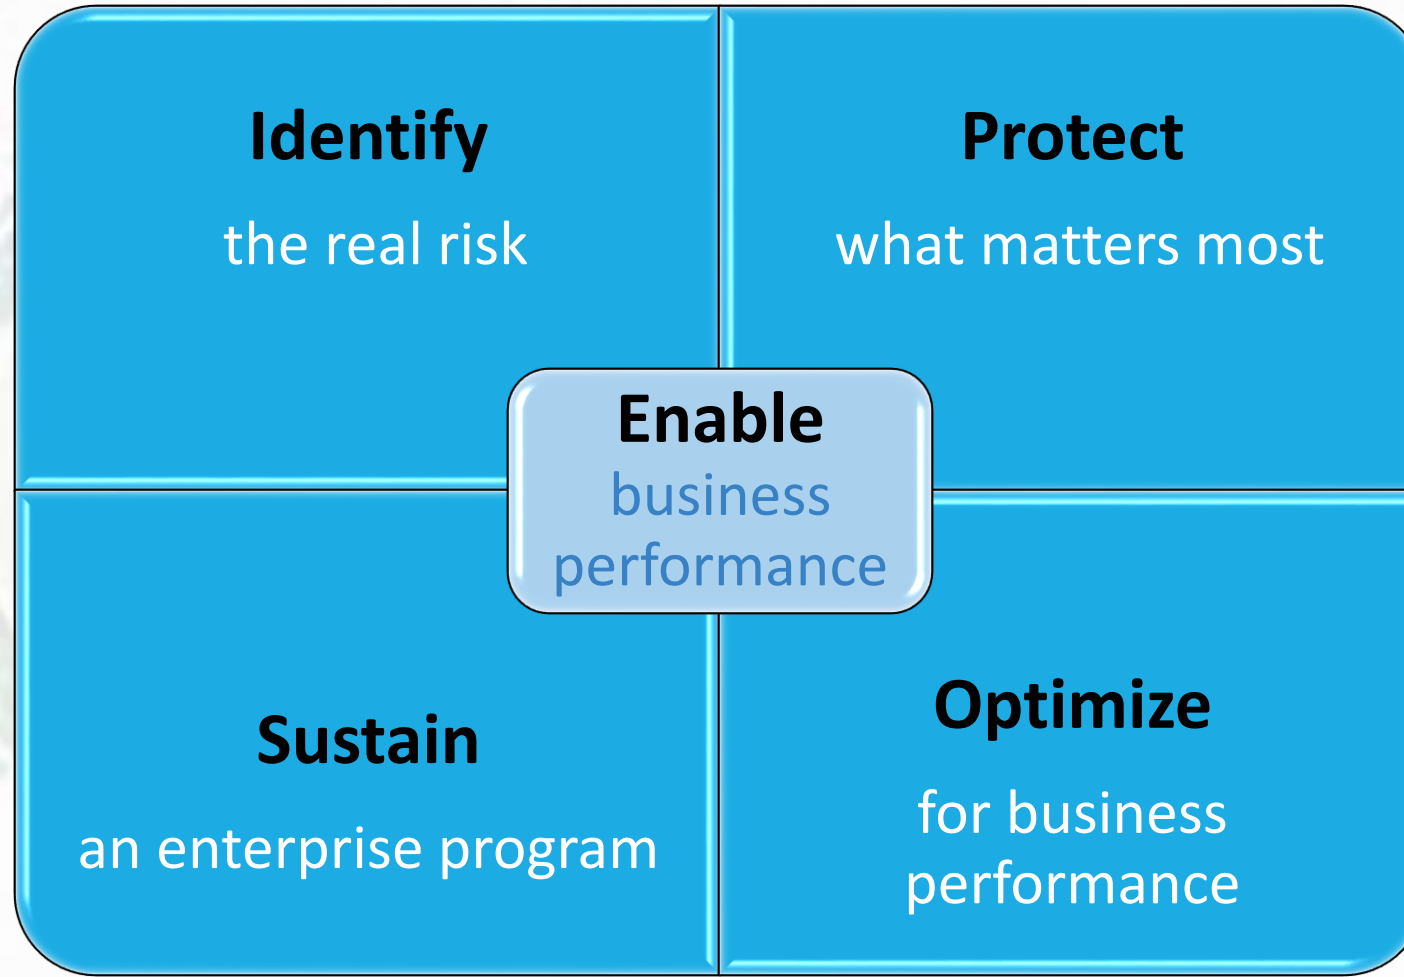 Identify
the real risk
Protect
what matters most
Enable
business
performance
Sustain
an enterprise program
Optimize
for business
performance